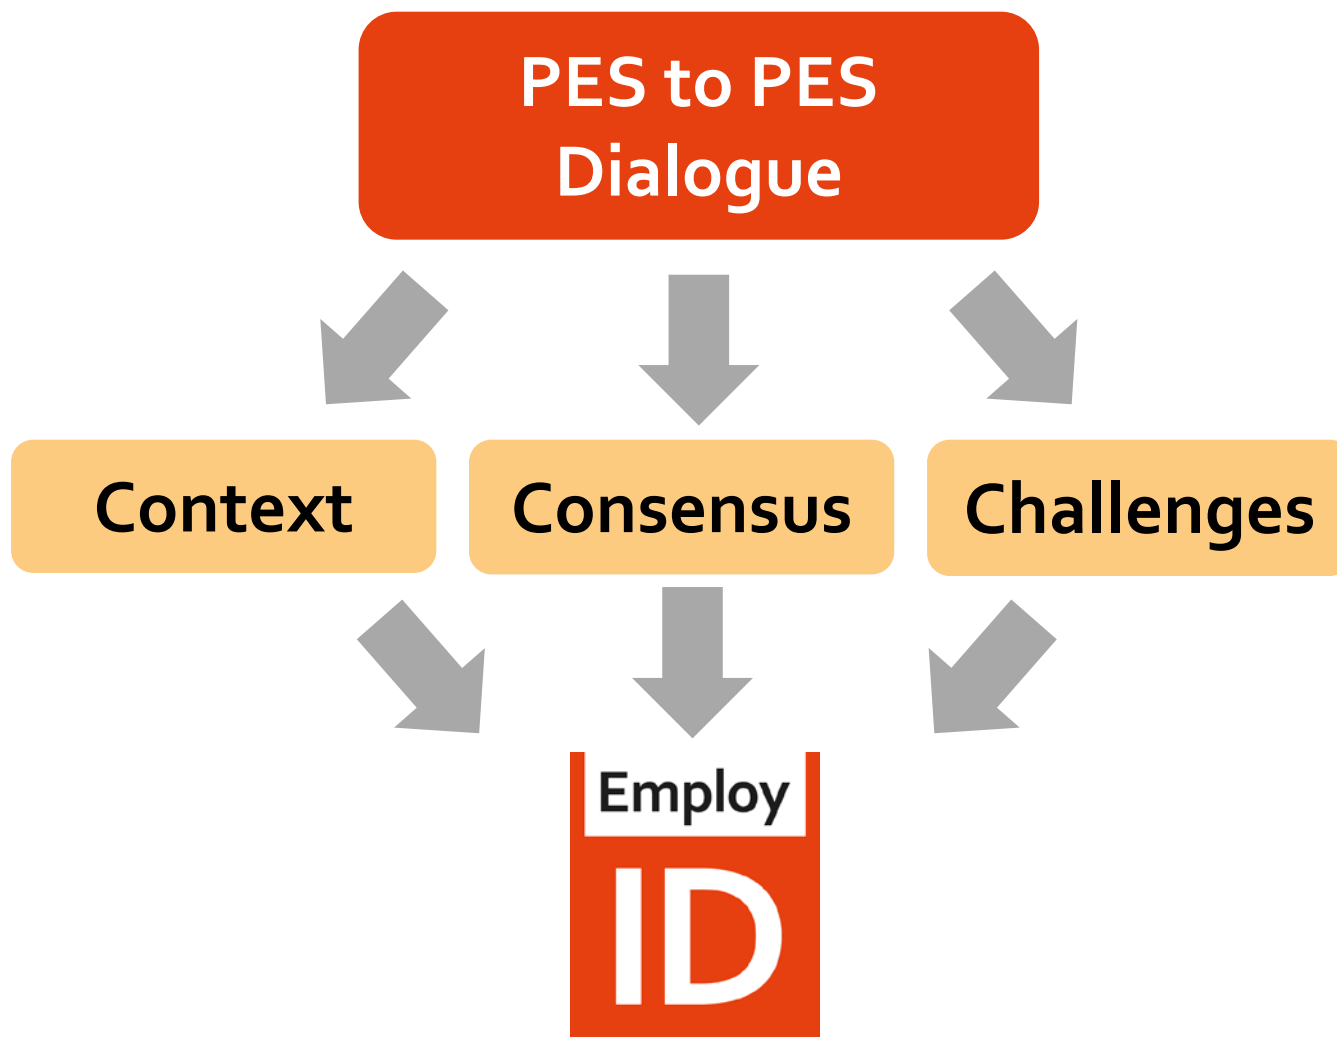 PES to PES
Dialogue
Context
Consensus
Challenges
Employ
ID